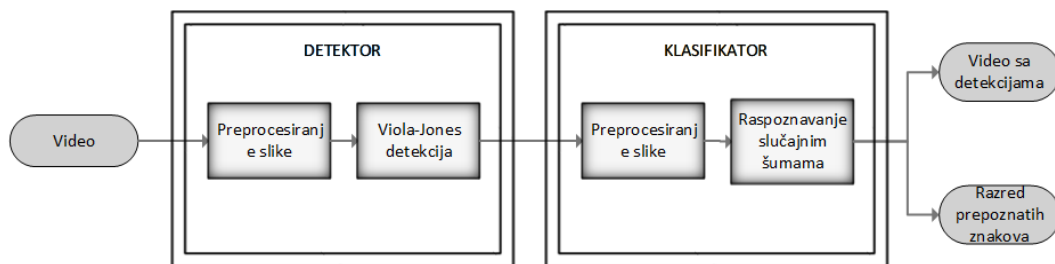 DETEKTOR
KLASIFIKATOR
Video
Preprocesiranj
e slike
Viola-Jones
detekcija
Preprocesiranj
e slike
Raspoznavanje
slučajnim
šumama
Video sa
detekcijama
Razred
prepoznatih
znakova